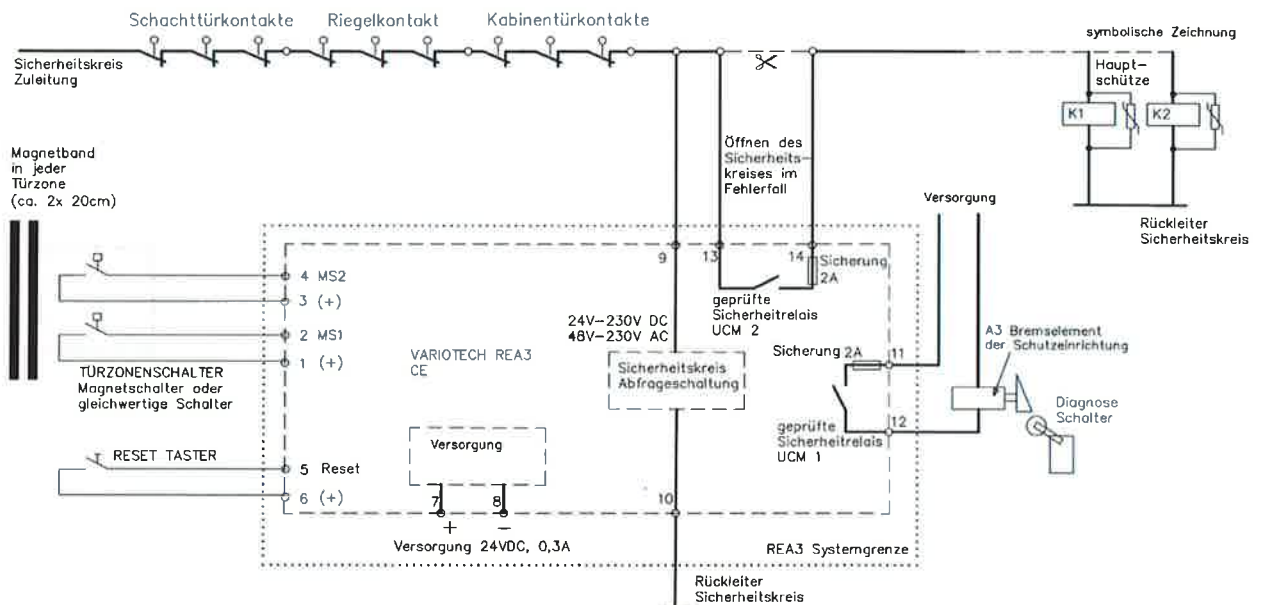 Schachttürkontakte
Riegelkontakt
Kabinentürkontakte
symbolische Zeichnung
Sicherheitskreis
Zuleitung
Haupt-
schütze
K1
K2
Öffnen des
Sicherheits-
kreises im
Fehlerfall
Magnetband
in jeder
Türzone
(ca. 2x 20cm)
Versorgung
Rückleiter
Sicherheitskreis
9
13
14
Sicherung
2A
4 MS2
3 (+)
geprüfte
Sicherheitrelais
UCM 2
24V-230V DC
48V-230V AC
2 MS1
1 (+)
VARIOTECH REA3
CE
Sicherheitskreis
Abfrageschaltung
Sicherung 2A
11
A3 Bremselement
der Schutzeinrichtung
TÜRZONENSCHALTER
Magnetschalter oder
gleichwertige Schalter
Diagnose
Schalter
12
geprüfte
Sicherheitrelais
UCM 1
Versorgung
RESET TASTER
5 Reset
6 (+)
7
8
10
+
–
Versorgung 24VDC, 0,3A
REA3 Systemgrenze
Rückleiter
Sicherheitskreis